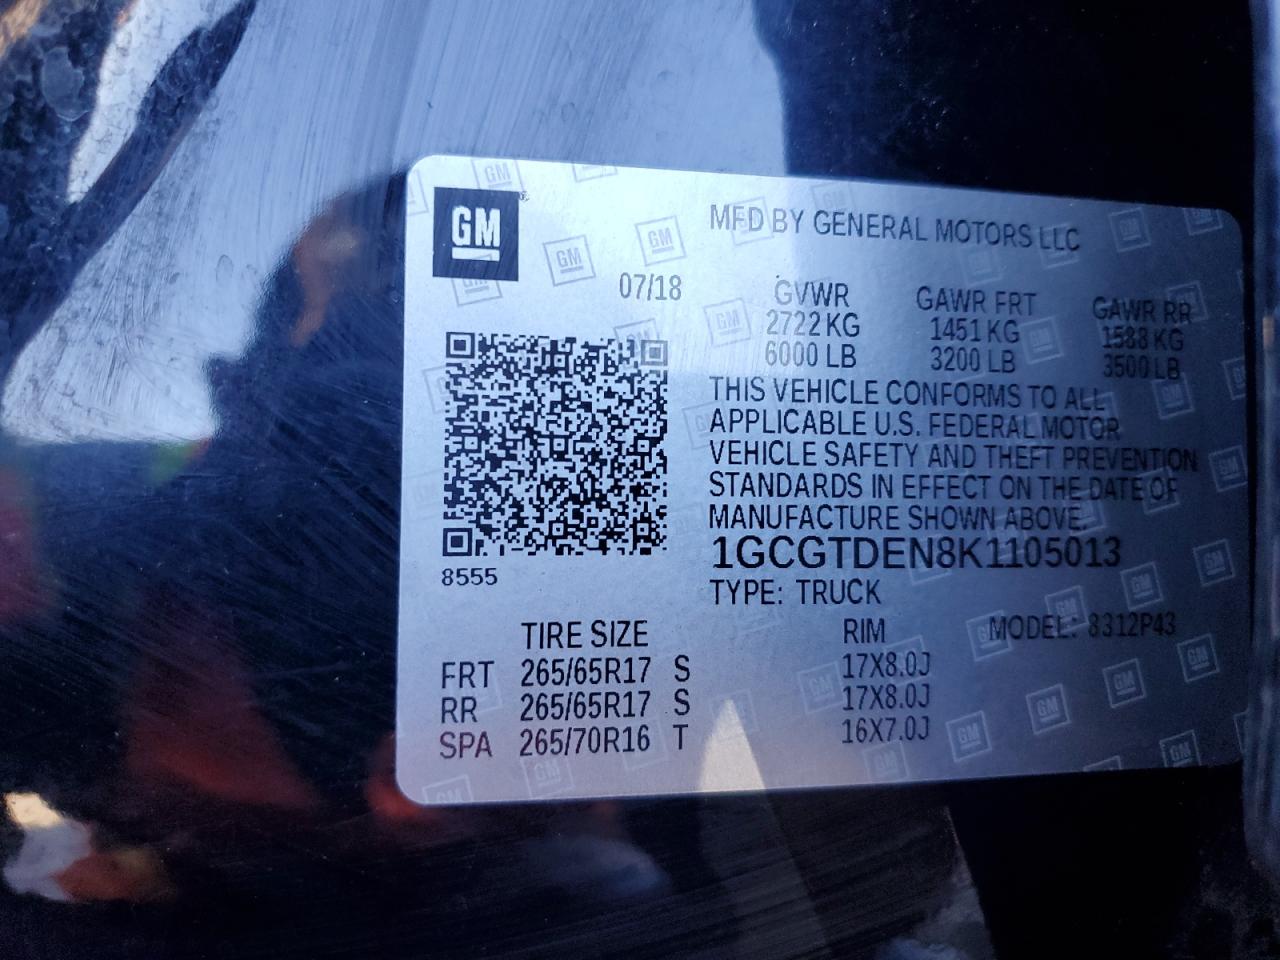 GM
MFD BY GENERAL MOTORS LLC
07/18
GVWR GAWR FRT GAWR RR
2722 KG 1451 KG 1588 KG
6000 LB 3200 LB 3500 LB
THIS VEHICLE CONFORMS TO ALL
APPLICABLE U.S. FEDERAL MOTOR
VEHICLE SAFETY AND THEFT PREVENTION
STANDARDS IN EFFECT ON THE DATE OF
MANUFACTURE SHOWN ABOVE.
1GCGTDEN8K1105013
8555
TYPE: TRUCK
TIRE SIZE RIM MODEL: 8312P43
FRT 265/65R17 S 17X8.0J
RR 265/65R17 S 17X8.0J
SPA 265/70R16 T 16X7.0J